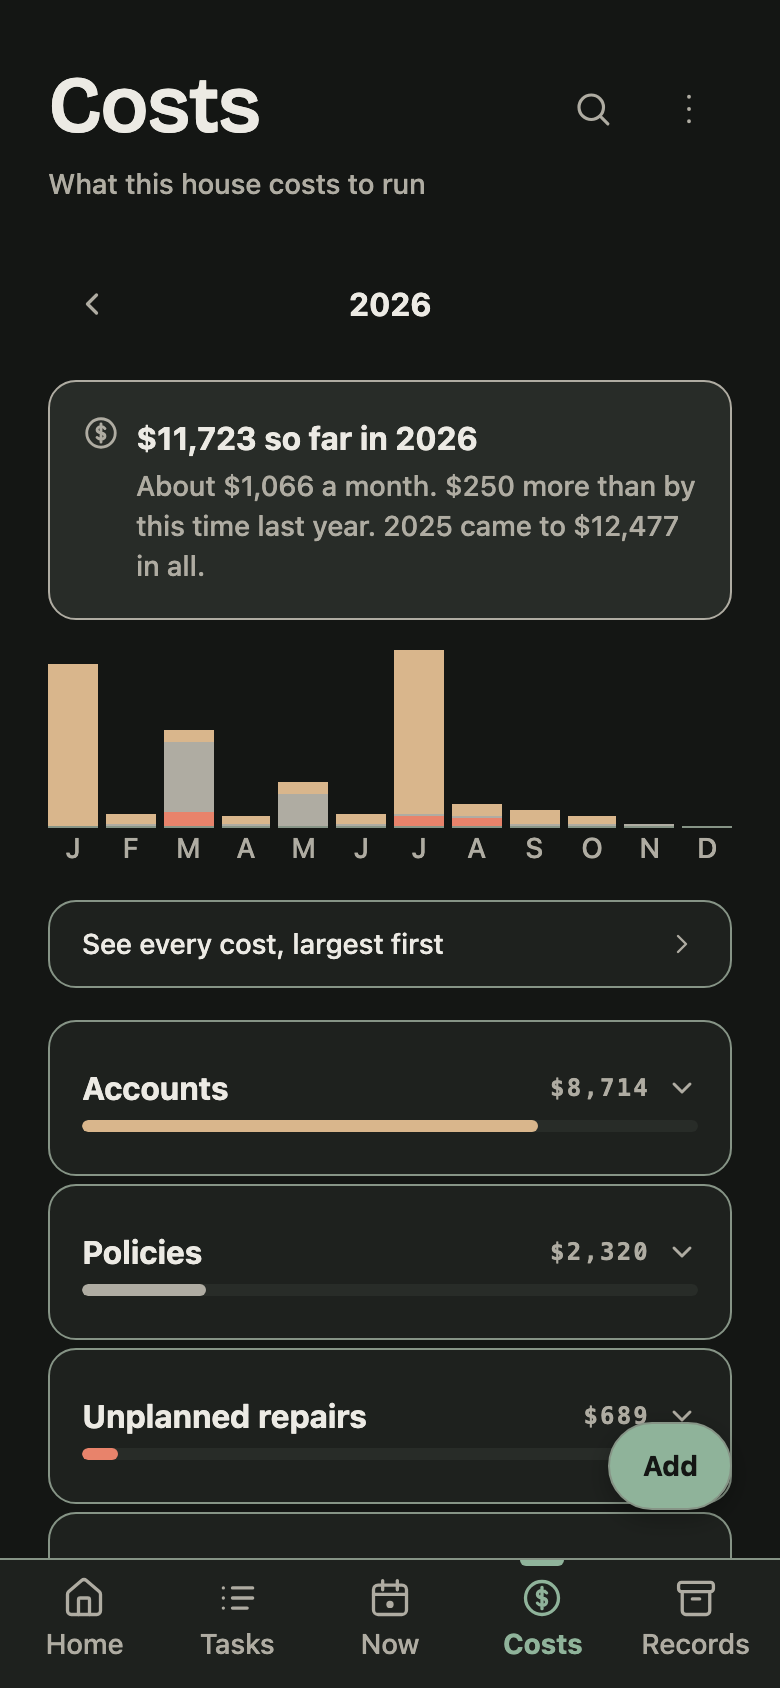 Costs
What this house costs to run
2026
$11,723 so far in 2026
About $1,066 a month. $250 more than by
this time last year. 2025 came to $12,477
in all.
J F M A M J J A S O N D
See every cost, largest first
Accounts $8,714
Policies $2,320
Unplanned repairs $689
Add
Home Tasks Now Costs Records